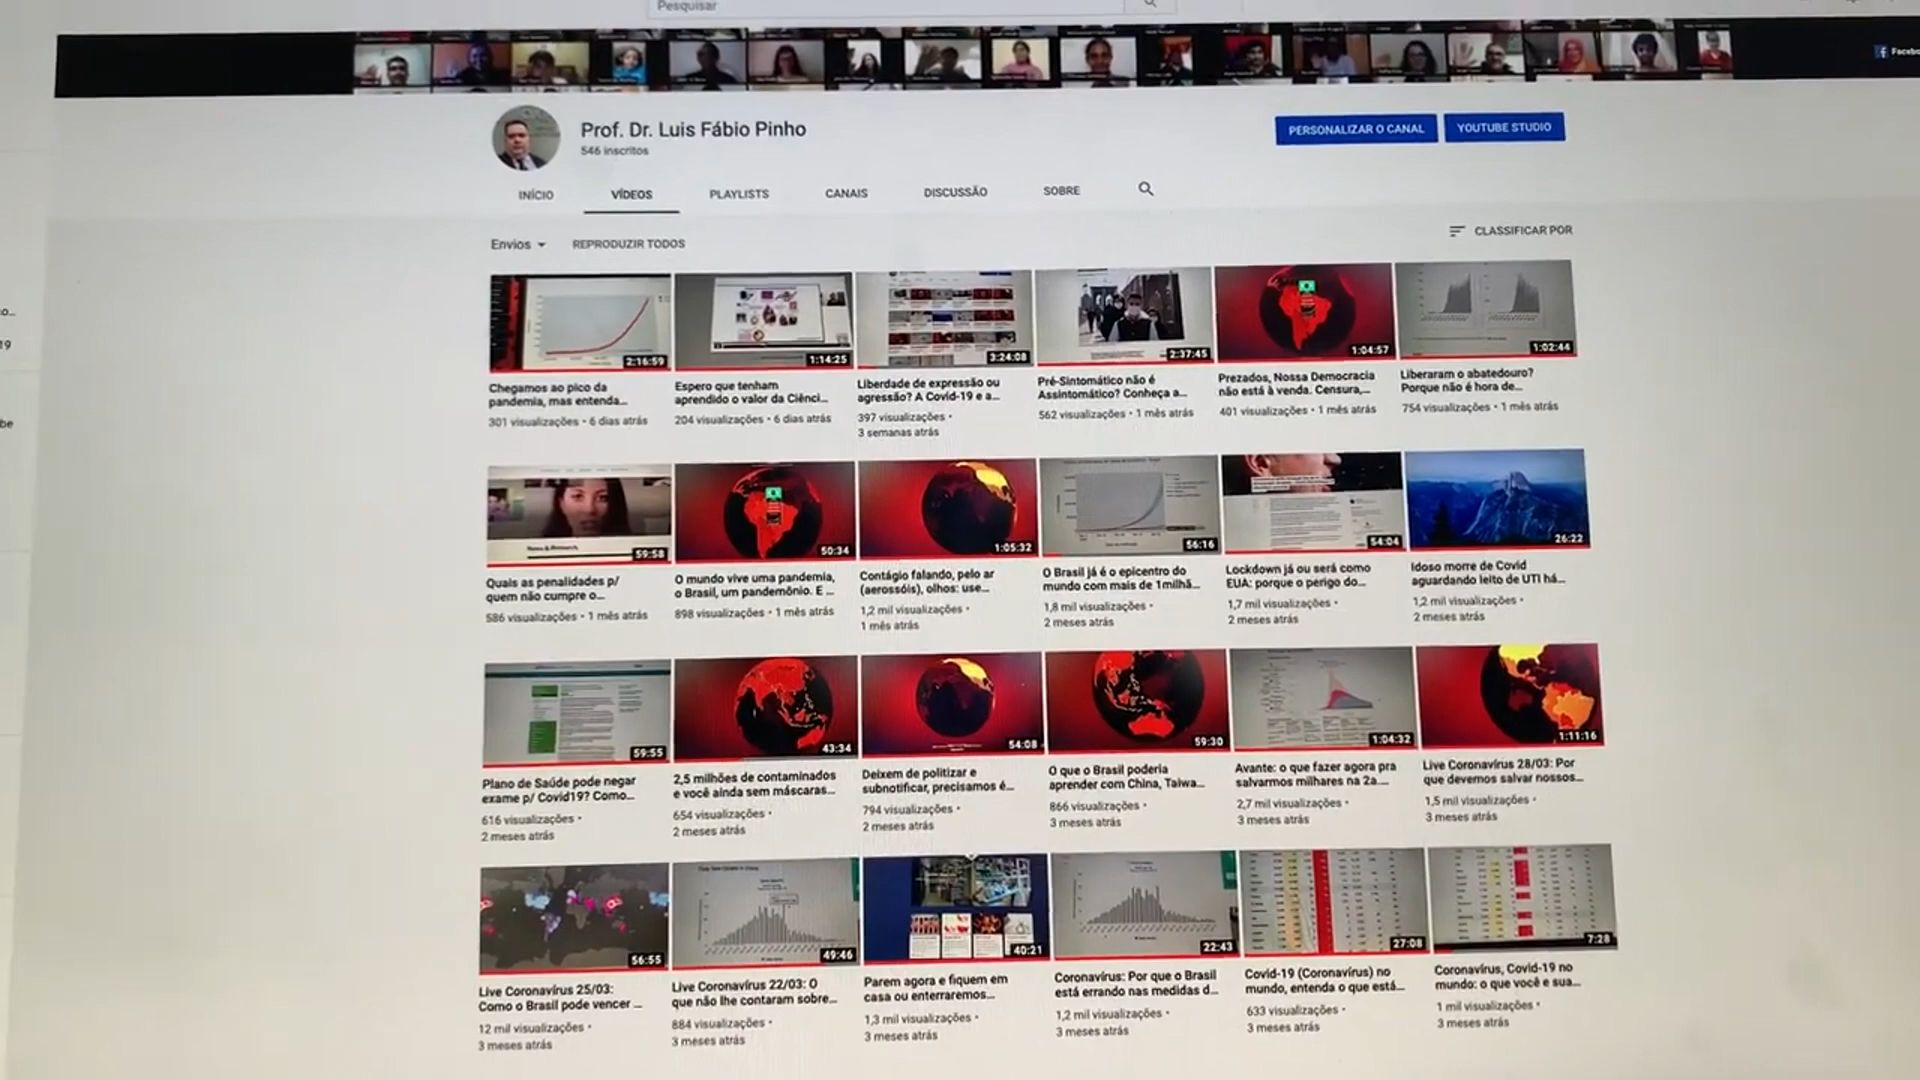 Pesquisar
Prof. Dr. Luis Fábio Pinho
546 inscritos
PERSONALIZAR O CANAL
YOUTUBE STUDIO
INÍCIO
VÍDEOS
PLAYLISTS
CANAIS
DISCUSSÃO
SOBRE
Envios
REPRODUZIR TODOS
CLASSIFICAR POR
2:16:59
1:14:25
3:24:08
2:37:45
1:04:57
1:02:44
Chegamos ao pico da
pandemia, mas entenda...
301 visualizações • 6 dias atrás
Espero que tenham
aprendido o valor da Ciênci...
204 visualizações • 6 dias atrás
Liberdade de expressão ou
agressão? A Covid-19 e a...
397 visualizações •
3 semanas atrás
Pré-Sintomático não é
Assintomático? Conheça a...
562 visualizações • 1 mês atrás
Prezados, Nossa Democracia
não está à venda. Censura,...
401 visualizações • 1 mês atrás
Liberaram o abatedouro?
Porque não é hora de...
754 visualizações • 1 mês atrás
59:58
50:34
1:05:32
56:16
54:04
26:22
Quais as penalidades p/
quem não cumpre o...
586 visualizações • 1 mês atrás
O mundo vive uma pandemia,
o Brasil, um pandemônio. E ...
898 visualizações • 1 mês atrás
Contágio falando, pelo ar
(aerossóis), olhos: use...
1,2 mil visualizações •
1 mês atrás
O Brasil já é o epicentro do
mundo com mais de 1milhã...
1,8 mil visualizações •
2 meses atrás
Lockdown já ou será como
EUA: porque o perigo do...
1,7 mil visualizações •
2 meses atrás
Idoso morre de Covid
aguardando leito de UTI há...
1,2 mil visualizações •
2 meses atrás
59:55
43:34
54:08
59:30
1:04:32
1:11:16
Plano de Saúde pode negar
exame p/ Covid19? Como...
616 visualizações •
2 meses atrás
2,5 milhões de contaminados
e você ainda sem máscaras...
654 visualizações •
2 meses atrás
Deixem de politizar e
subnotificar, precisamos é...
794 visualizações •
2 meses atrás
O que o Brasil poderia
aprender com China, Taiwa...
866 visualizações •
3 meses atrás
Avante: o que fazer agora pra
salvarmos milhares na 2a....
2,7 mil visualizações •
3 meses atrás
Live Coronavírus 28/03: Por
que devemos salvar nossos...
1,5 mil visualizações •
3 meses atrás
56:55
49:46
40:21
22:43
27:08
7:28
Live Coronavírus 25/03:
Como o Brasil pode vencer ...
12 mil visualizações •
3 meses atrás
Live Coronavírus 22/03: O
que não lhe contaram sobre...
884 visualizações •
3 meses atrás
Parem agora e fiquem em
casa ou enterraremos...
1,3 mil visualizações •
3 meses atrás
Coronavírus: Por que o Brasil
está errando nas medidas d...
1,2 mil visualizações •
3 meses atrás
Covid-19 (Coronavírus) no
mundo, entenda o que está...
633 visualizações •
3 meses atrás
Coronavírus, Covid-19 no
mundo: o que você e sua...
1 mil visualizações •
3 meses atrás